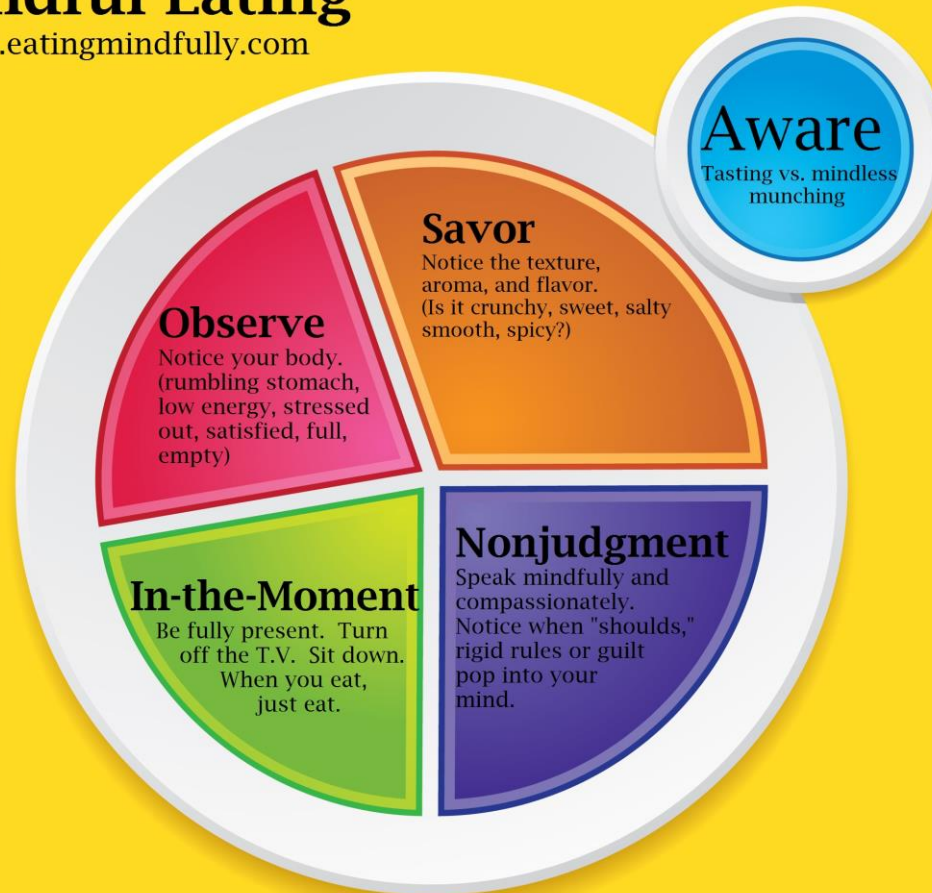 Eating
.eatingmindfully.com
Aware
Tasting vs. mindless
munching
Savor
Notice the texture,
aroma, and flavor.
(Is it crunchy, sweet, salty
smooth, spicy?)
Observe
Notice your body.
(rumbling stomach,
low energy, stressed
out, satisfied, full,
empty)
Nonjudgment
Speak mindfully and
compassionately.
Notice when "shoulds,"
rigid rules or guilt
pop into your
mind.
In-the-Moment
Be fully present.  Turn
off the T.V.  Sit down.
When you eat,
just eat.